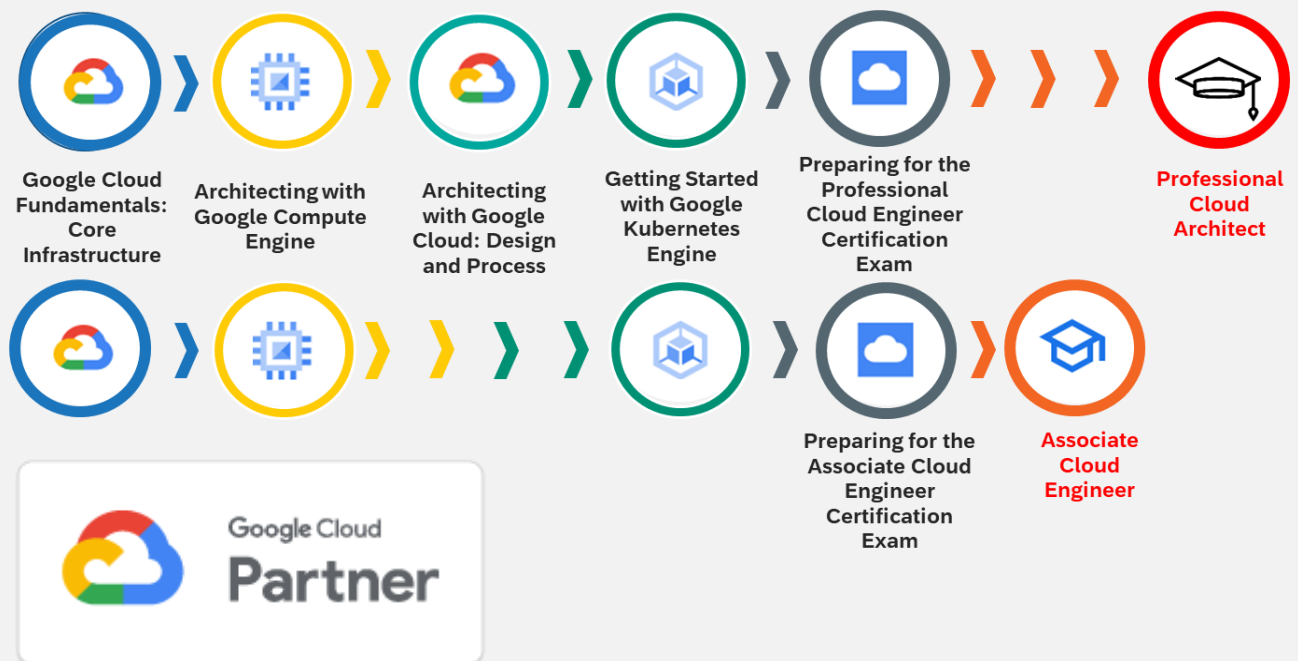 Google Cloud
Fundamentals:
Core
Infrastructure
Architecting with
Google Compute
Engine
Architecting
with Google
Cloud: Design
and Process
Getting Started
with Google
Kubernetes
Engine
Preparing for the
Professional
Cloud Engineer
Certification
Exam
Professional
Cloud
Architect
Preparing for the
Associate Cloud
Engineer
Certification
Exam
Associate
Cloud
Engineer
Google Cloud
Partner